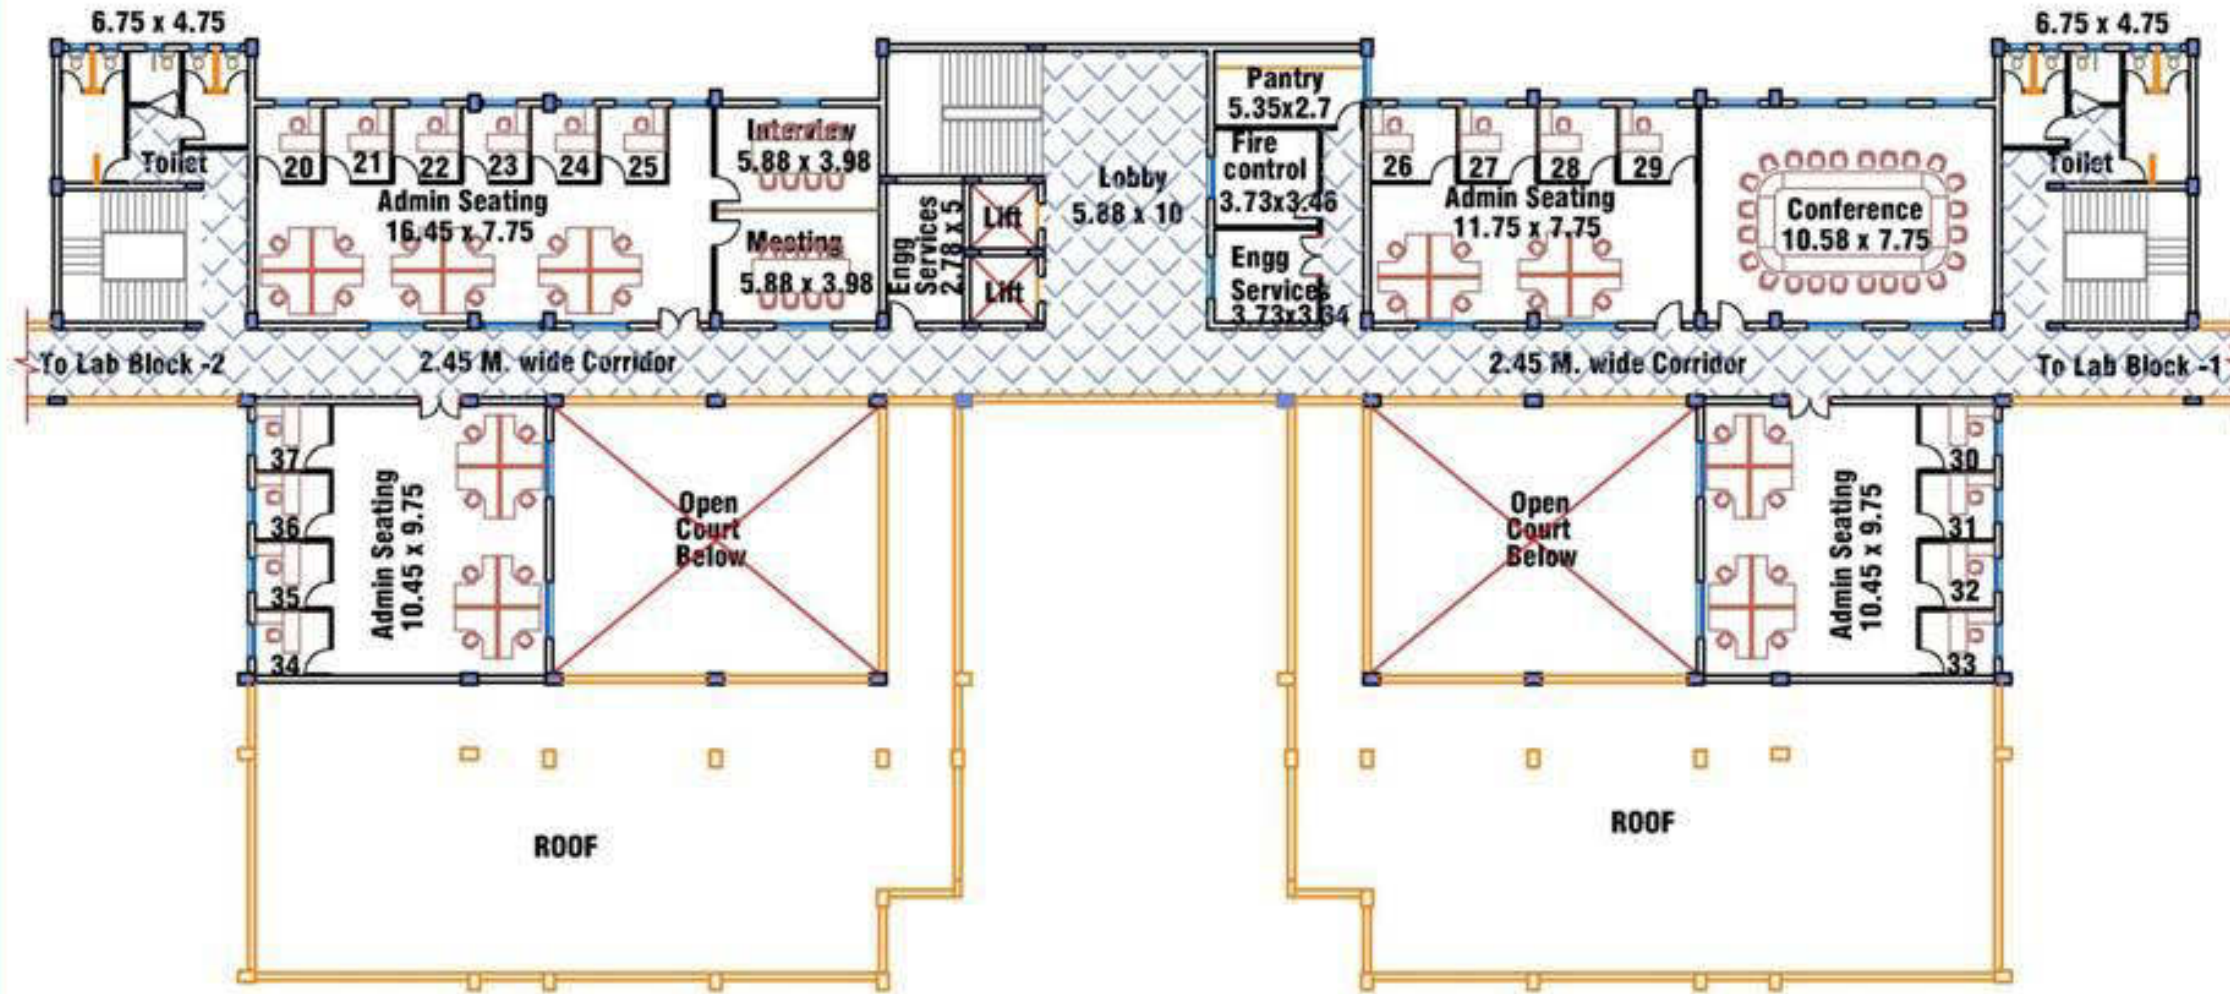 6.75 x 4.75
6.75 x 4.75
Toilet
20
21
22
23
24
25
Admin Seating
16.45 x 7.75
Interview
5.88 x 3.98
Meeting
5.88 x 3.98
Engg
Services
2.78 x 5
Lift
Lift
Lobby
5.88 x 10
Pantry
5.35x2.7
Fire
control
3.73x3.46
Engg
Services
3.73x3.34
26
27
28
29
Admin Seating
11.75 x 7.75
Conference
10.58 x 7.75
Toilet
To Lab Block -2
2.45 M. wide Corridor
2.45 M. wide Corridor
To Lab Block -1
37
36
35
34
Admin Seating
10.45 x 9.75
Open
Court
Below
Open
Court
Below
Admin Seating
10.45 x 9.75
30
31
32
33
ROOF
ROOF